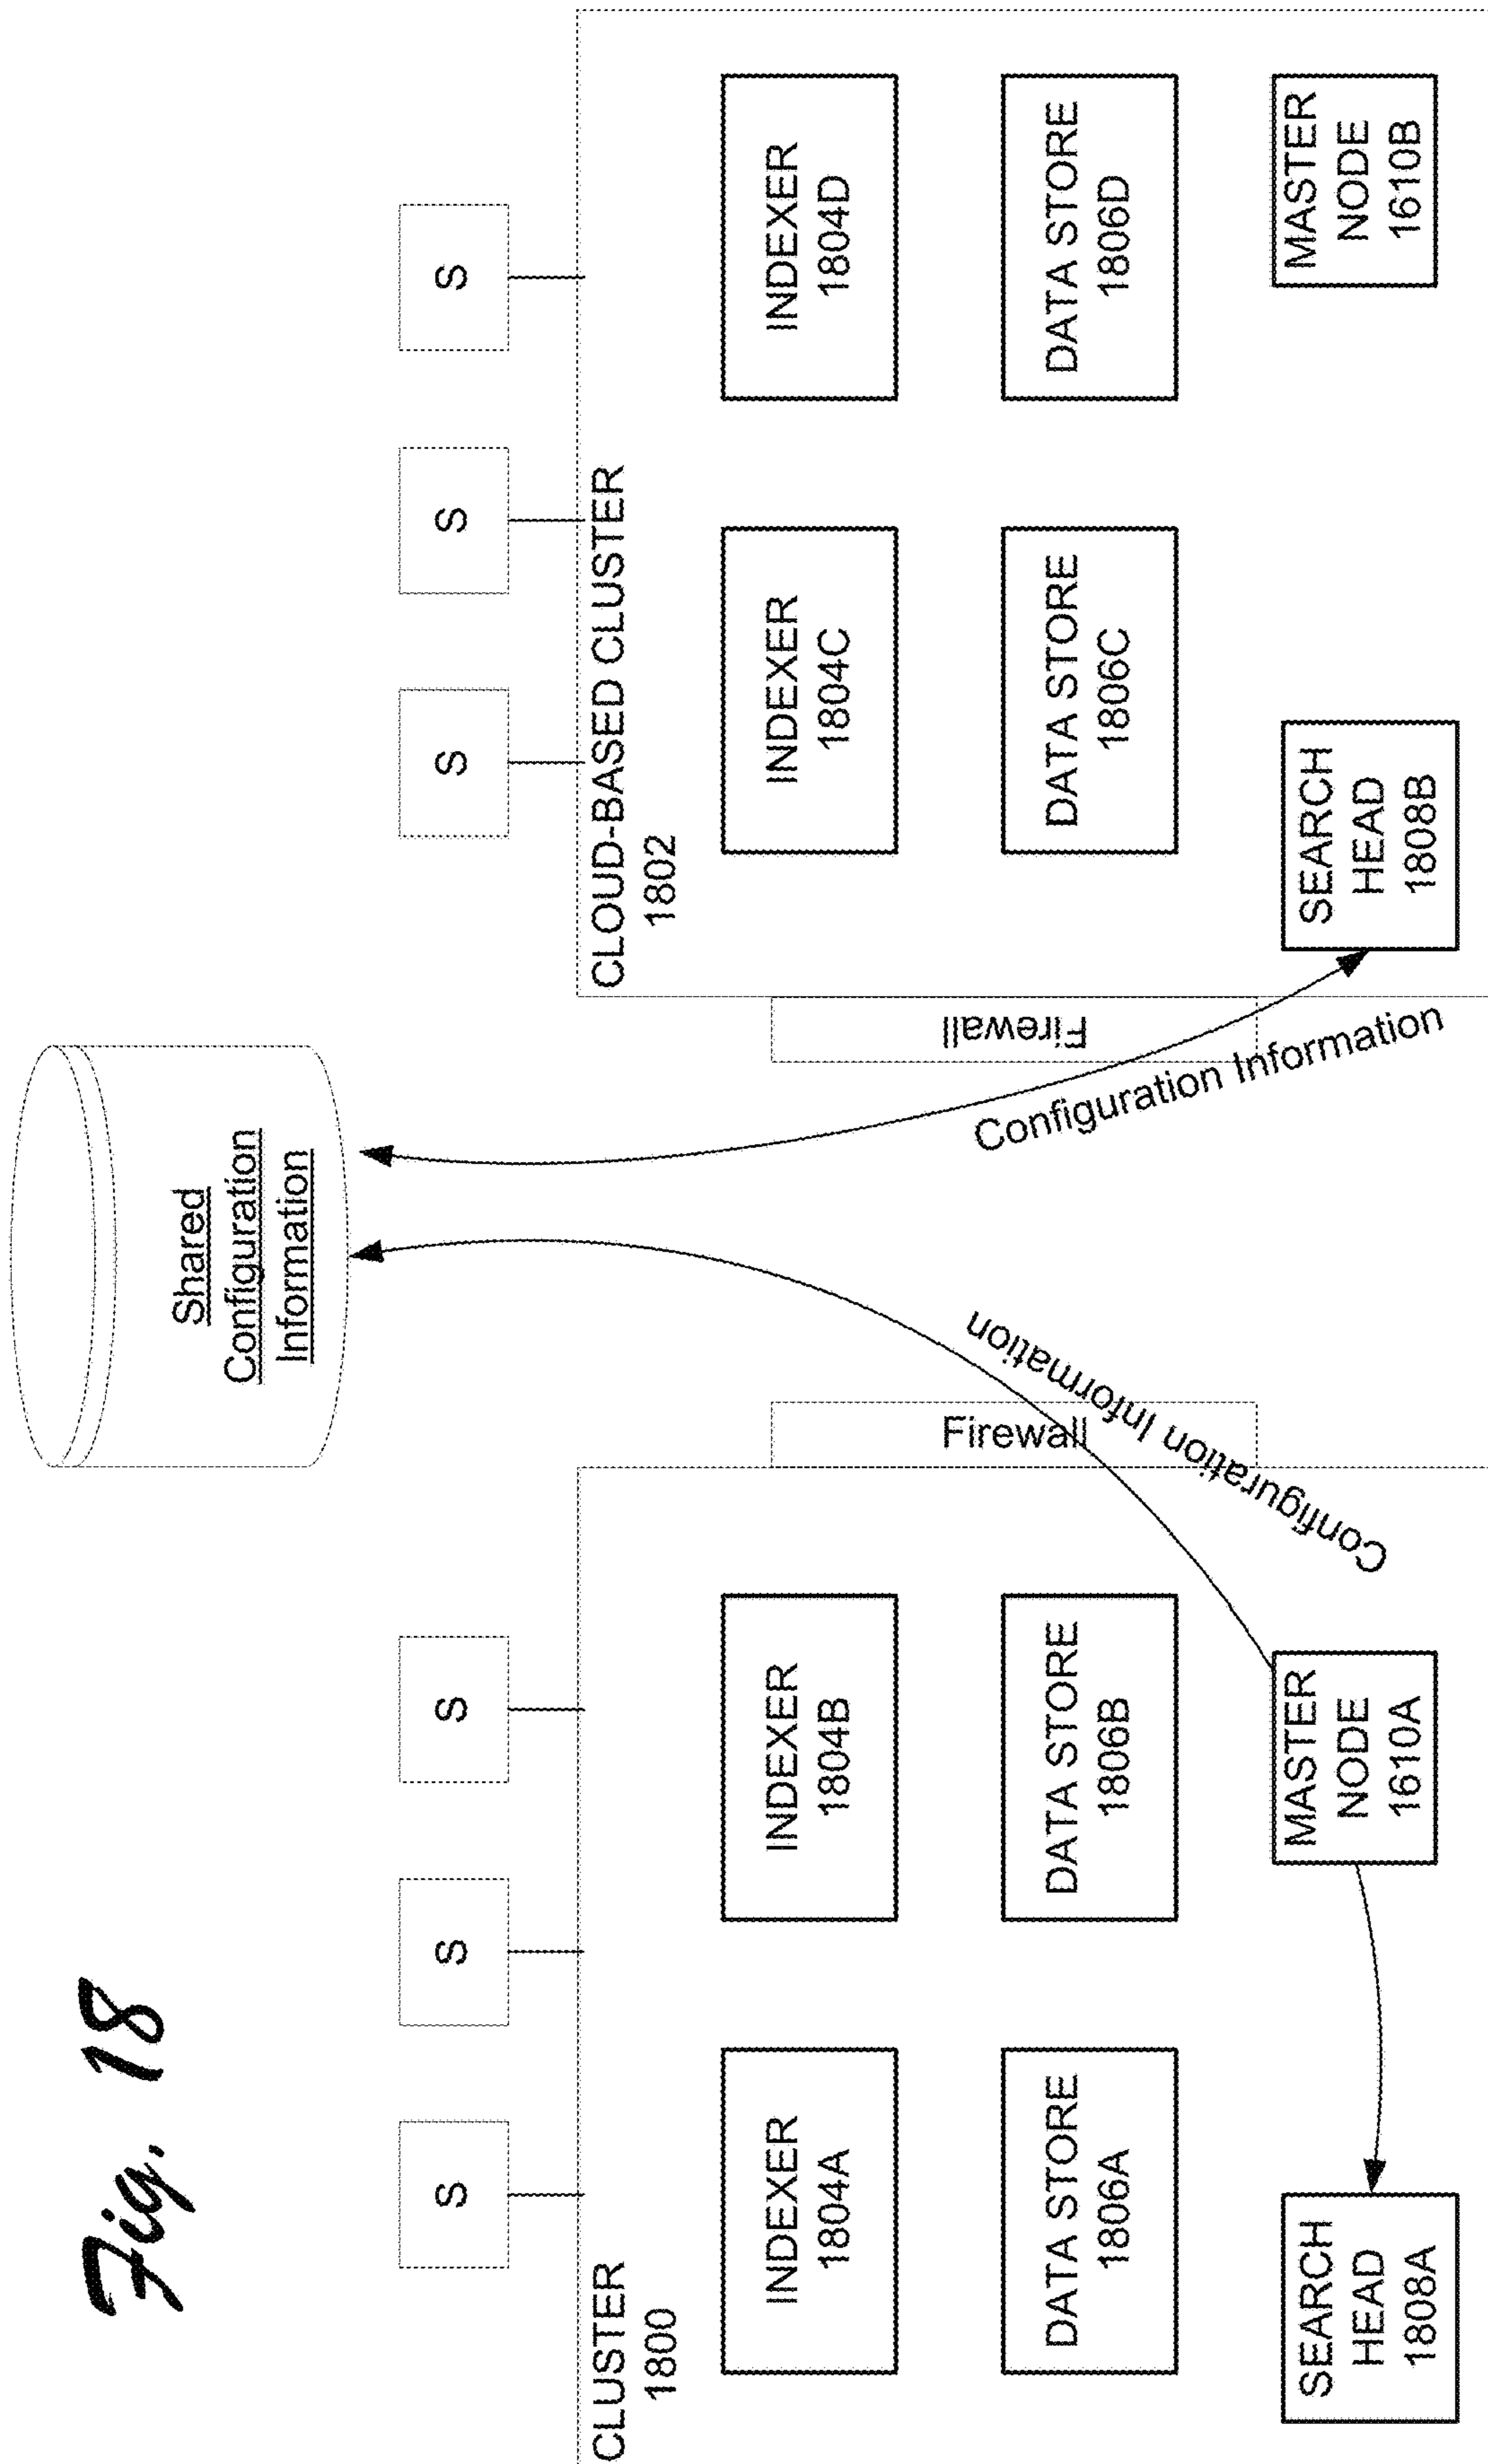 Fig. 18
Shared
Configuration
Information
S
S
S
S
S
S
CLUSTER
1800
CLOUD-BASED CLUSTER
1802
INDEXER
1804A
INDEXER
1804B
INDEXER
1804C
INDEXER
1804D
Firewall
Firewall
DATA STORE
1806A
DATA STORE
1806B
DATA STORE
1806C
DATA STORE
1806D
Configuration Information
Configuration Information
SEARCH
HEAD
1808A
MASTER
NODE
1610A
SEARCH
HEAD
1808B
MASTER
NODE
1610B